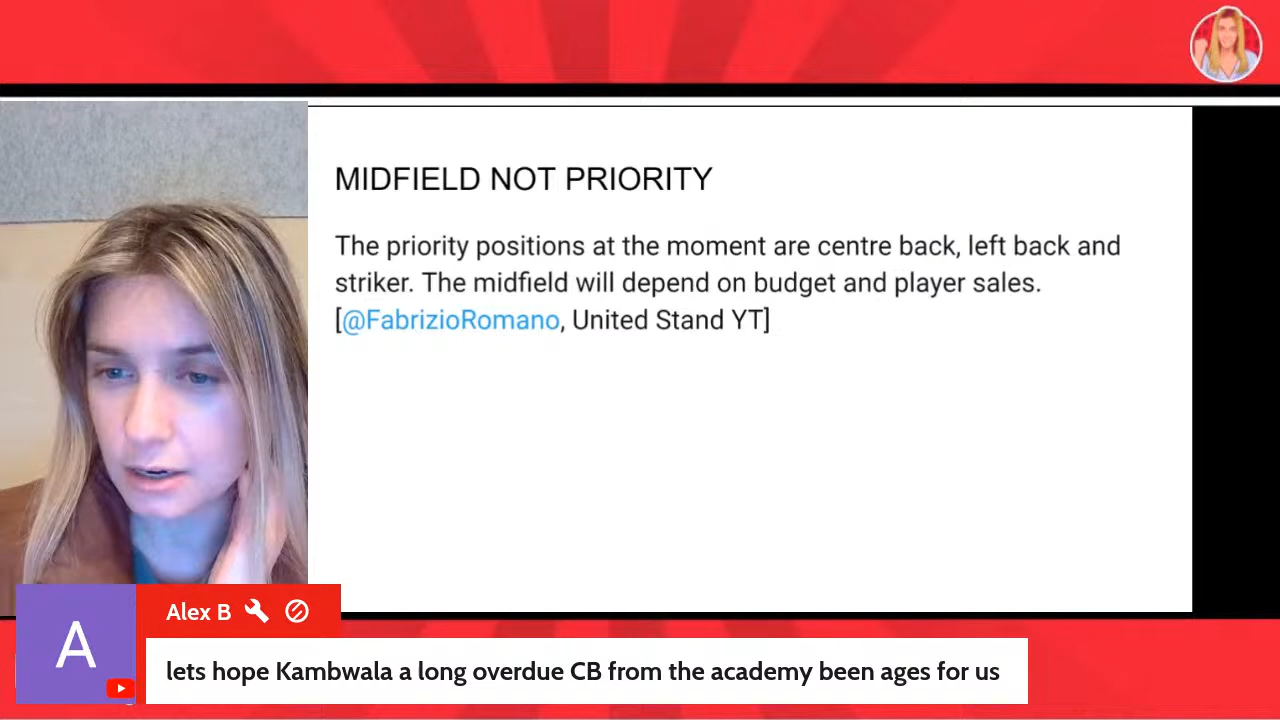 MIDFIELD NOT PRIORITY
The priority positions at the moment are centre back, left back and
striker. The midfield will depend on budget and player sales.
[@FabrizioRomano, United Stand YT]
A
Alex B
lets hope Kambwala a long overdue CB from the academy been ages for us